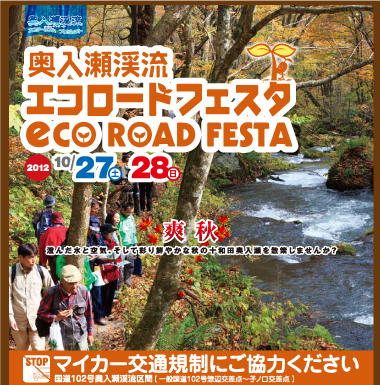 奥入瀬渓流
奥入瀬渓流
エコロードフェスタ
eco ROAD FESTA
2012 10/27土 28日
爽秋
澄んだ水と空気、そして彩り鮮やかな秋の十和田奥入瀬を散策しませんか?
STOP マイカー交通規制にご協力ください
国道102号奥入瀬渓流区間(一般国道102号惣辺交差点〜子ノ口交差点)